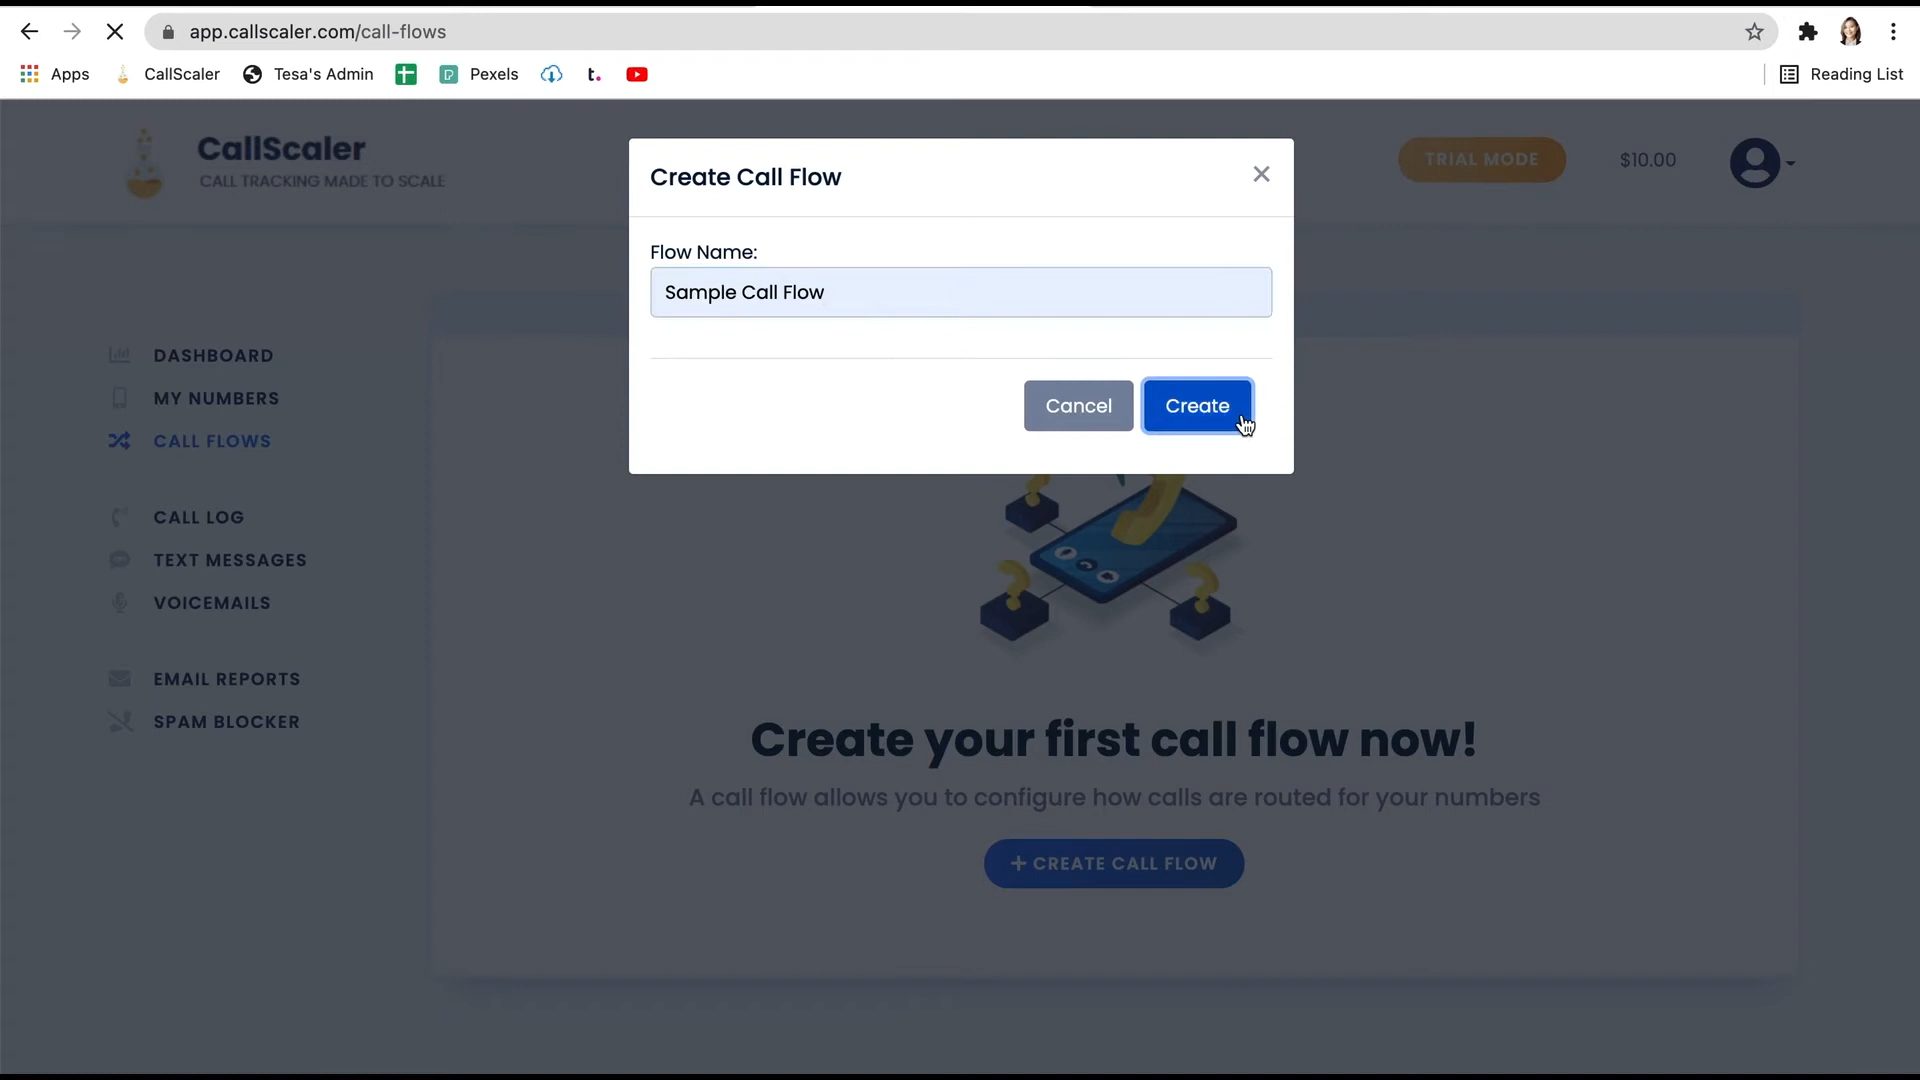 app.callscaler.com/call-flows
Apps CallScaler Tesa's Admin Pexels t. Reading List
CallScaler
CALL TRACKING MADE TO SCALE
TRIAL MODE $10.00
Create Call Flow
Flow Name:
Sample Call Flow
Cancel Create
DASHBOARD
MY NUMBERS
CALL FLOWS
CALL LOG
TEXT MESSAGES
VOICEMAILS
EMAIL REPORTS
SPAM BLOCKER
Create your first call flow now!
A call flow allows you to configure how calls are routed for your numbers
+ CREATE CALL FLOW